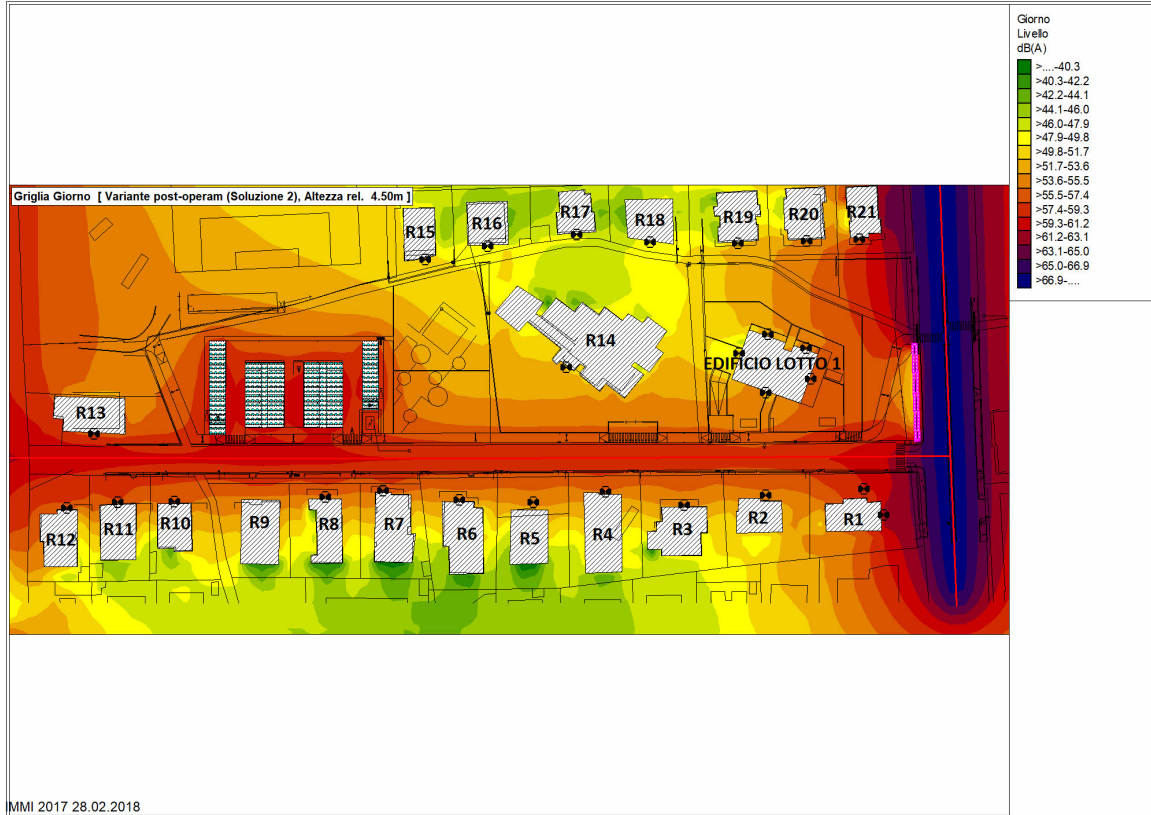 Giorno
Livello
dB(A)
>....-40.3
>40.3-42.2
>42.2-44.1
>44.1-46.0
>46.0-47.9
>47.9-49.8
>49.8-51.7
>51.7-53.6
>53.6-55.5
>55.5-57.4
>57.4-59.3
>59.3-61.2
>61.2-63.1
>63.1-65.0
>65.0-66.9
>66.9-....
Griglia Giorno [ Variante post-operam (Soluzione 2), Altezza rel. 4.50m ]
R15
R16
R17
R18
R19
R20
R21
R14
EDIFICIO LOTTO 1
R13
R12
R11
R10
R9
R8
R7
R6
R5
R4
R3
R2
R1
IMMI 2017 28.02.2018